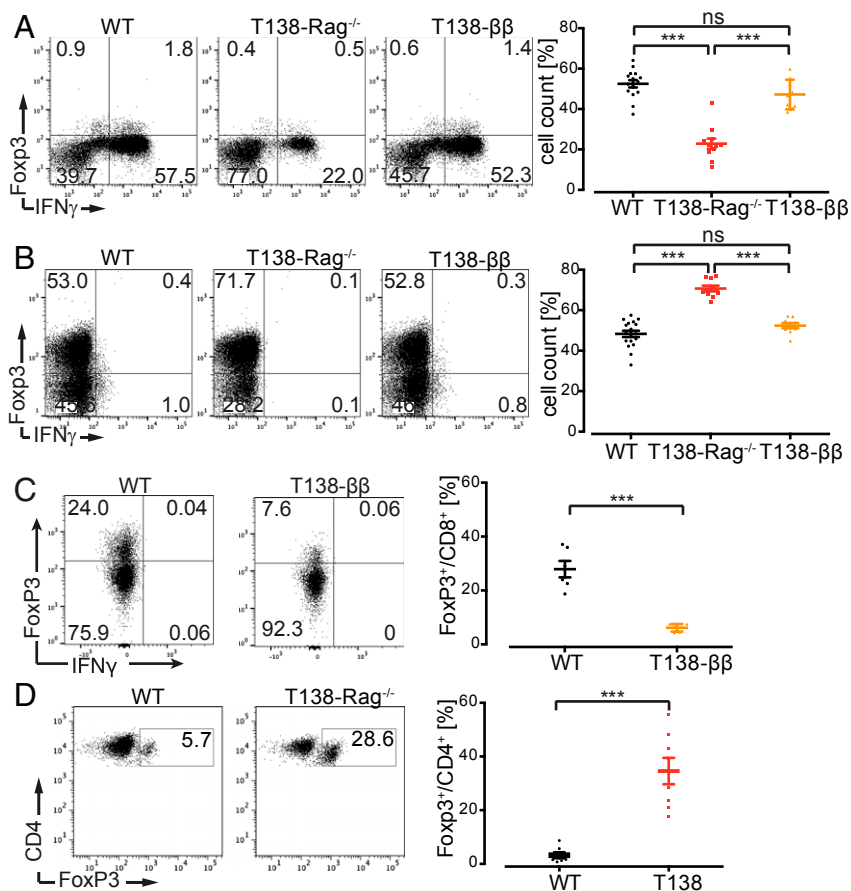 A
WT
T138-Rag-/-
T138-ββ
0.9 1.8
0.4 0.5
0.6 1.4
39.7 57.5
77.0 22.0
45.7 52.3
Foxp3
IFNγ
10⁰ 10¹ 10² 10³ 10⁴ 10⁵
cell count [%]
80
60
40
20
0
ns
*** ***
WT T138-Rag-/- T138-ββ
B
WT
T138-Rag-/-
T138-ββ
53.0 0.4
71.7 0.1
52.8 0.3
1.0
28.2 0.1
0.8
Foxp3
IFNγ
cell count [%]
80
60
40
20
0
ns
*** ***
WT T138-Rag-/- T138-ββ
C
WT
T138-ββ
24.0 0.04
7.6 0.06
75.9 0.06
92.3 0
FoxP3
IFNγ
FoxP3+/CD8+ [%]
60
40
20
0
***
WT T138-ββ
D
WT
T138-Rag-/-
5.7
28.6
CD4
FoxP3
Foxp3+/CD4+ [%]
60
40
20
0
***
WT T138